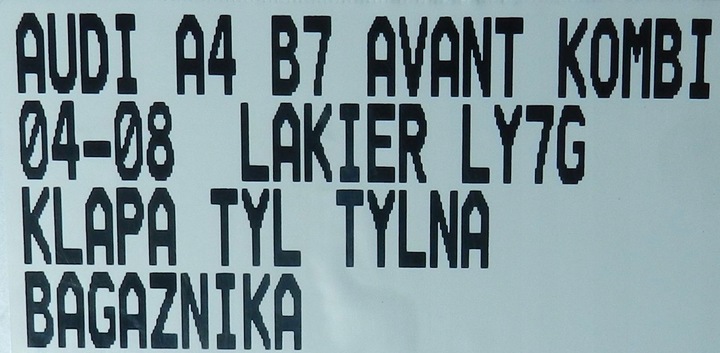 AUDI A4 B7 AVANT KOMBI
04-08 LAKIER LY7G
KLAPA TYL TYLNA
BAGAZNIKA